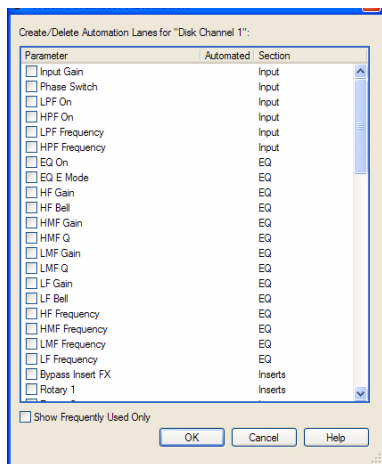 Create/Delete Automation Lanes for "Disk Channel 1":
Parameter Automated Section
Input Gain Input
Phase Switch Input
LPF On Input
HPF On Input
LPF Frequency Input
HPF Frequency Input
EQ On EQ
EQ E Mode EQ
HF Gain EQ
HF Bell EQ
HMF Gain EQ
HMF Q EQ
LMF Gain EQ
LMF Q EQ
LF Gain EQ
LF Bell EQ
HF Frequency EQ
HMF Frequency EQ
LMF Frequency EQ
LF Frequency EQ
Bypass Insert FX Inserts
Rotary 1 Inserts
Show Frequently Used Only
OK Cancel Help